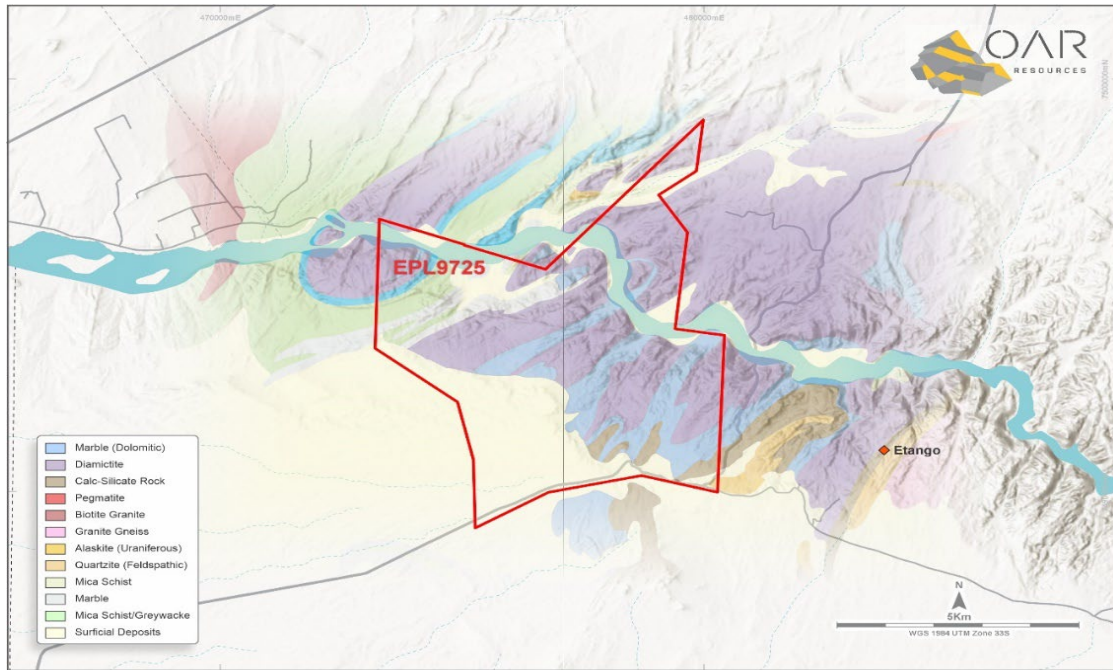 470000mE
480000mE
OAR
RESOURCES
7500000mN
EPL9725
Etango
Marble (Dolomitic)
Diamictite
Calc-Silicate Rock
Pegmatite
Biotite Granite
Granite Gneiss
Alaskite (Uraniferous)
Quartzite (Feldspathic)
Mica Schist
Marble
Mica Schist/Greywacke
Surficial Deposits
N
5Km
WGS 1984 UTM Zone 33S